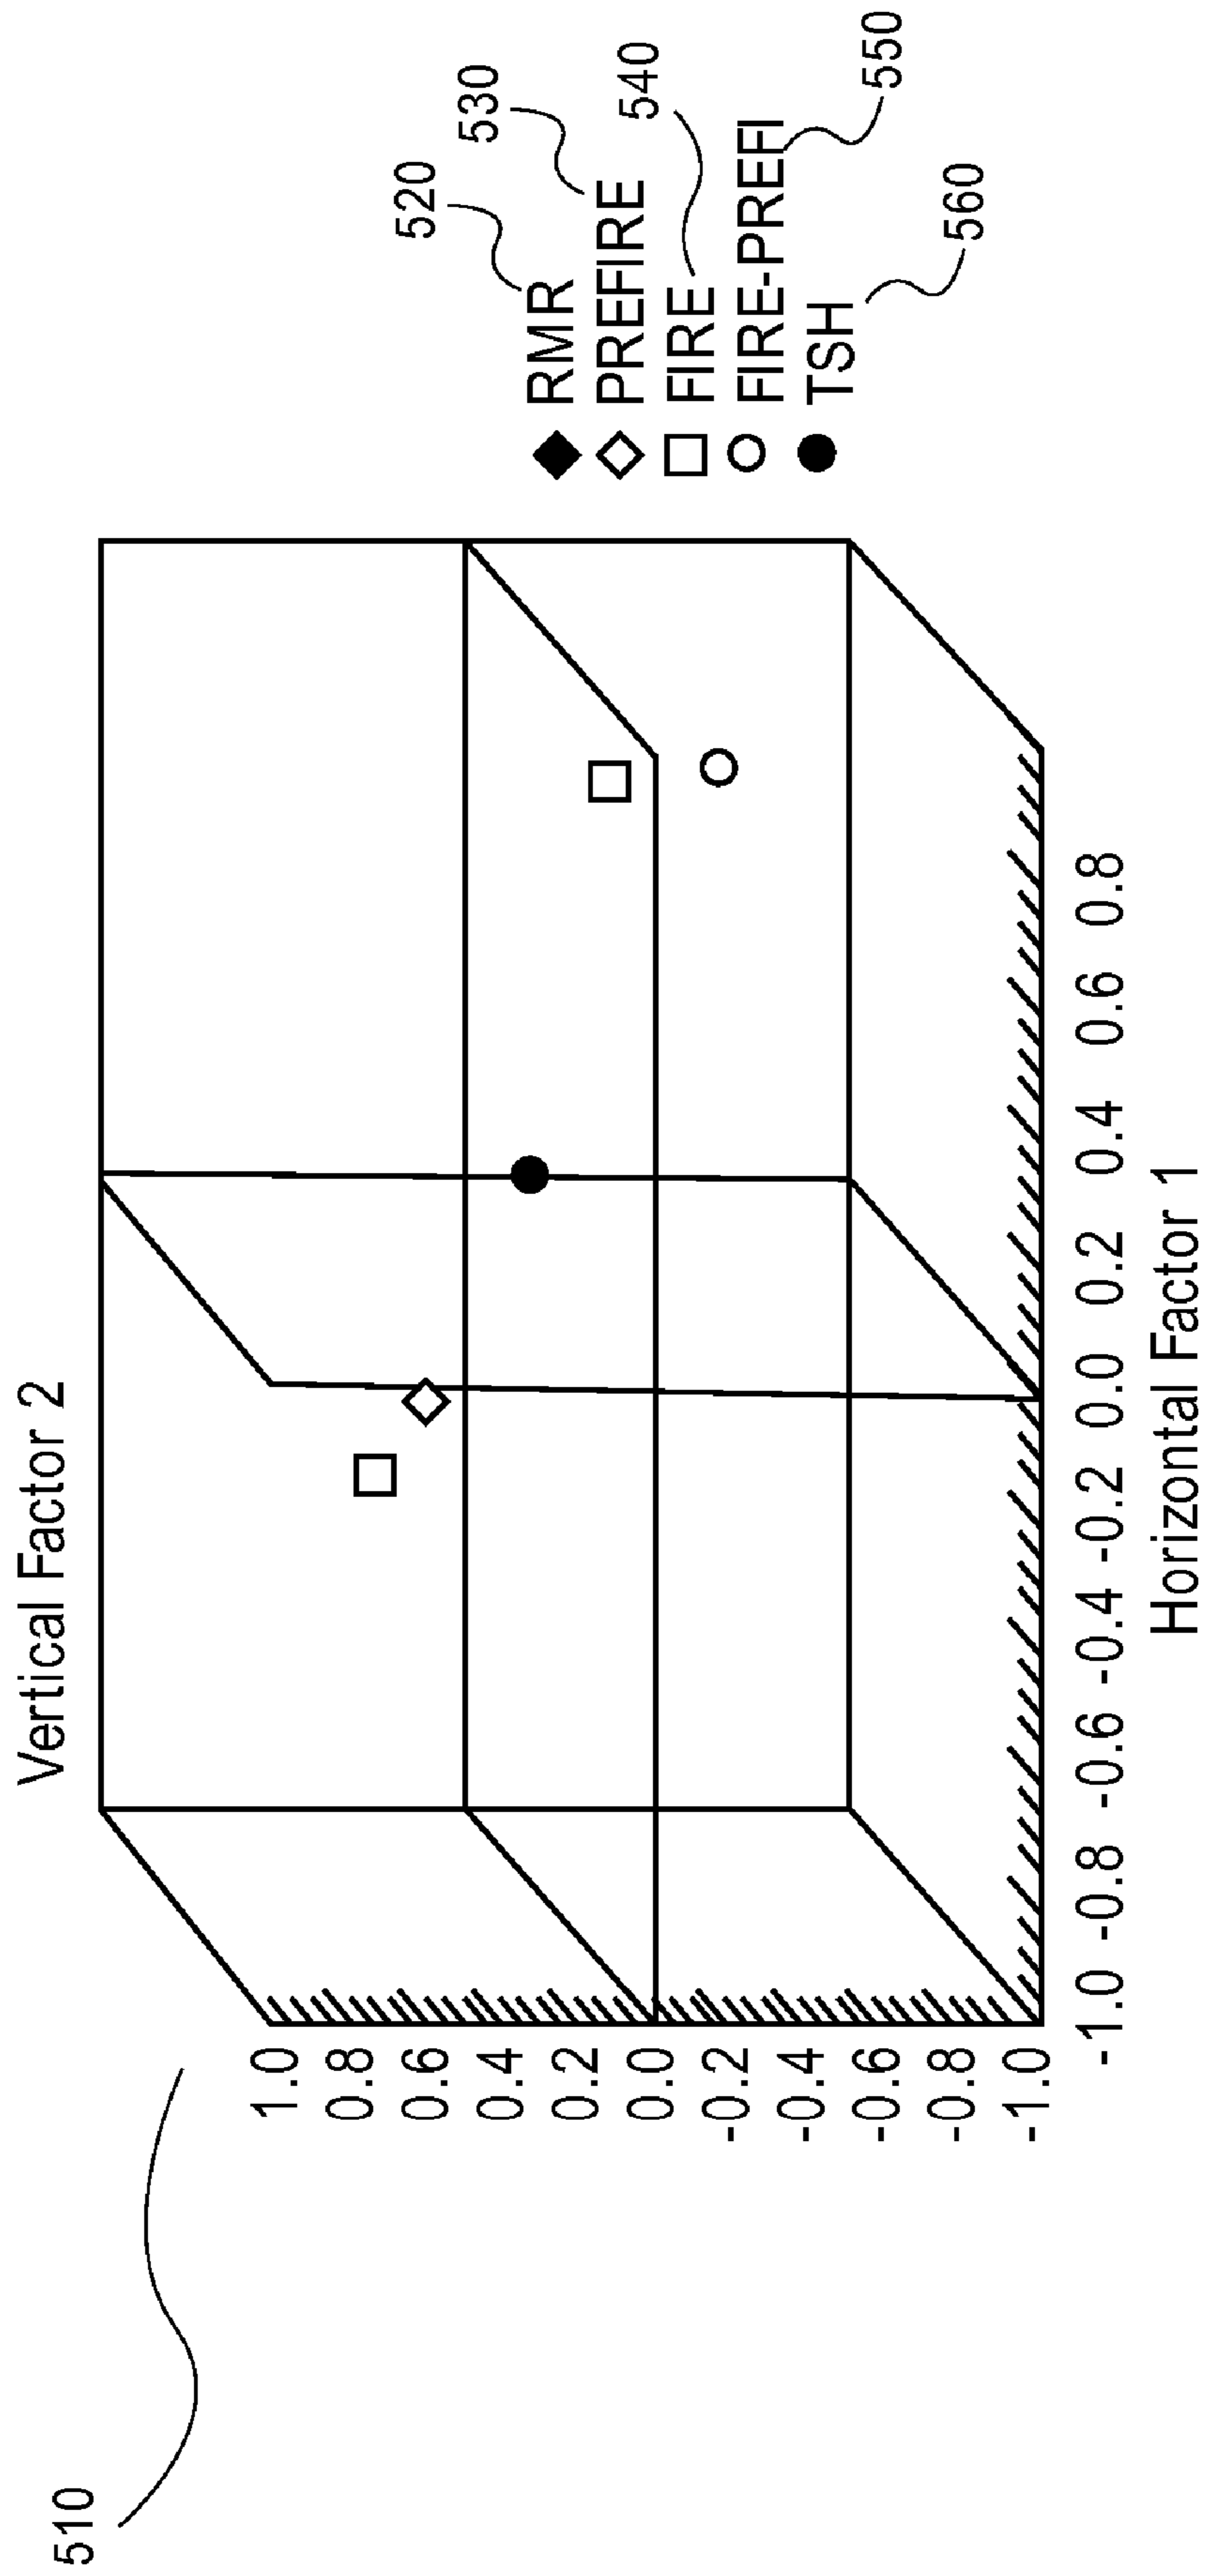 510
Vertical Factor 2
1.0
0.8
0.6
0.4
0.2
0.0
-0.2
-0.4
-0.6
-0.8
-1.0
-1.0 -0.8 -0.6 -0.4 -0.2 0.0 0.2 0.4 0.6 0.8
Horizontal Factor 1
520
RMR
530
PREFIRE
540
FIRE
FIRE-PREFI
550
TSH
560